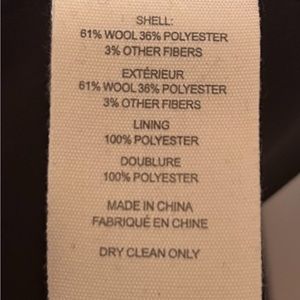 SHELL:
61% WOOL 36% POLYESTER
3% OTHER FIBERS
EXTÉRIEUR
61% WOOL 36% POLYESTER
3% OTHER FIBERS
LINING
100% POLYESTER
DOUBLURE
100% POLYESTER
MADE IN CHINA
FABRIQUÉ EN CHINE
DRY CLEAN ONLY